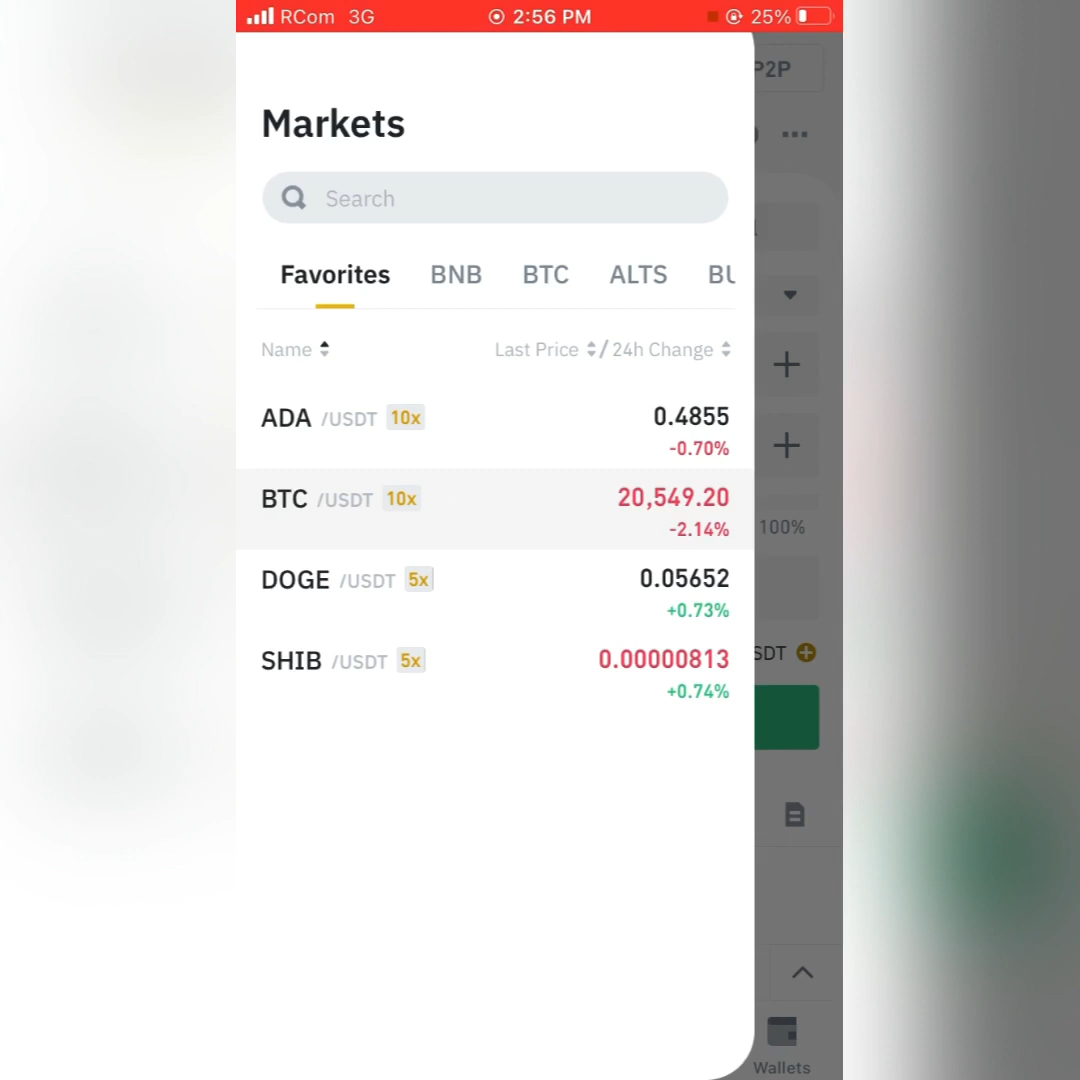 RCom 3G 2:56 PM 25%
P2P
Markets
Search
Favorites BNB BTC ALTS BU
Name Last Price / 24h Change
ADA /USDT 10x 0.4855
-0.70%
BTC /USDT 10x 20,549.20
-2.14%
100%
DOGE /USDT 5x 0.05652
+0.73%
SHIB /USDT 5x 0.00000813
SDT
+0.74%
Wallets